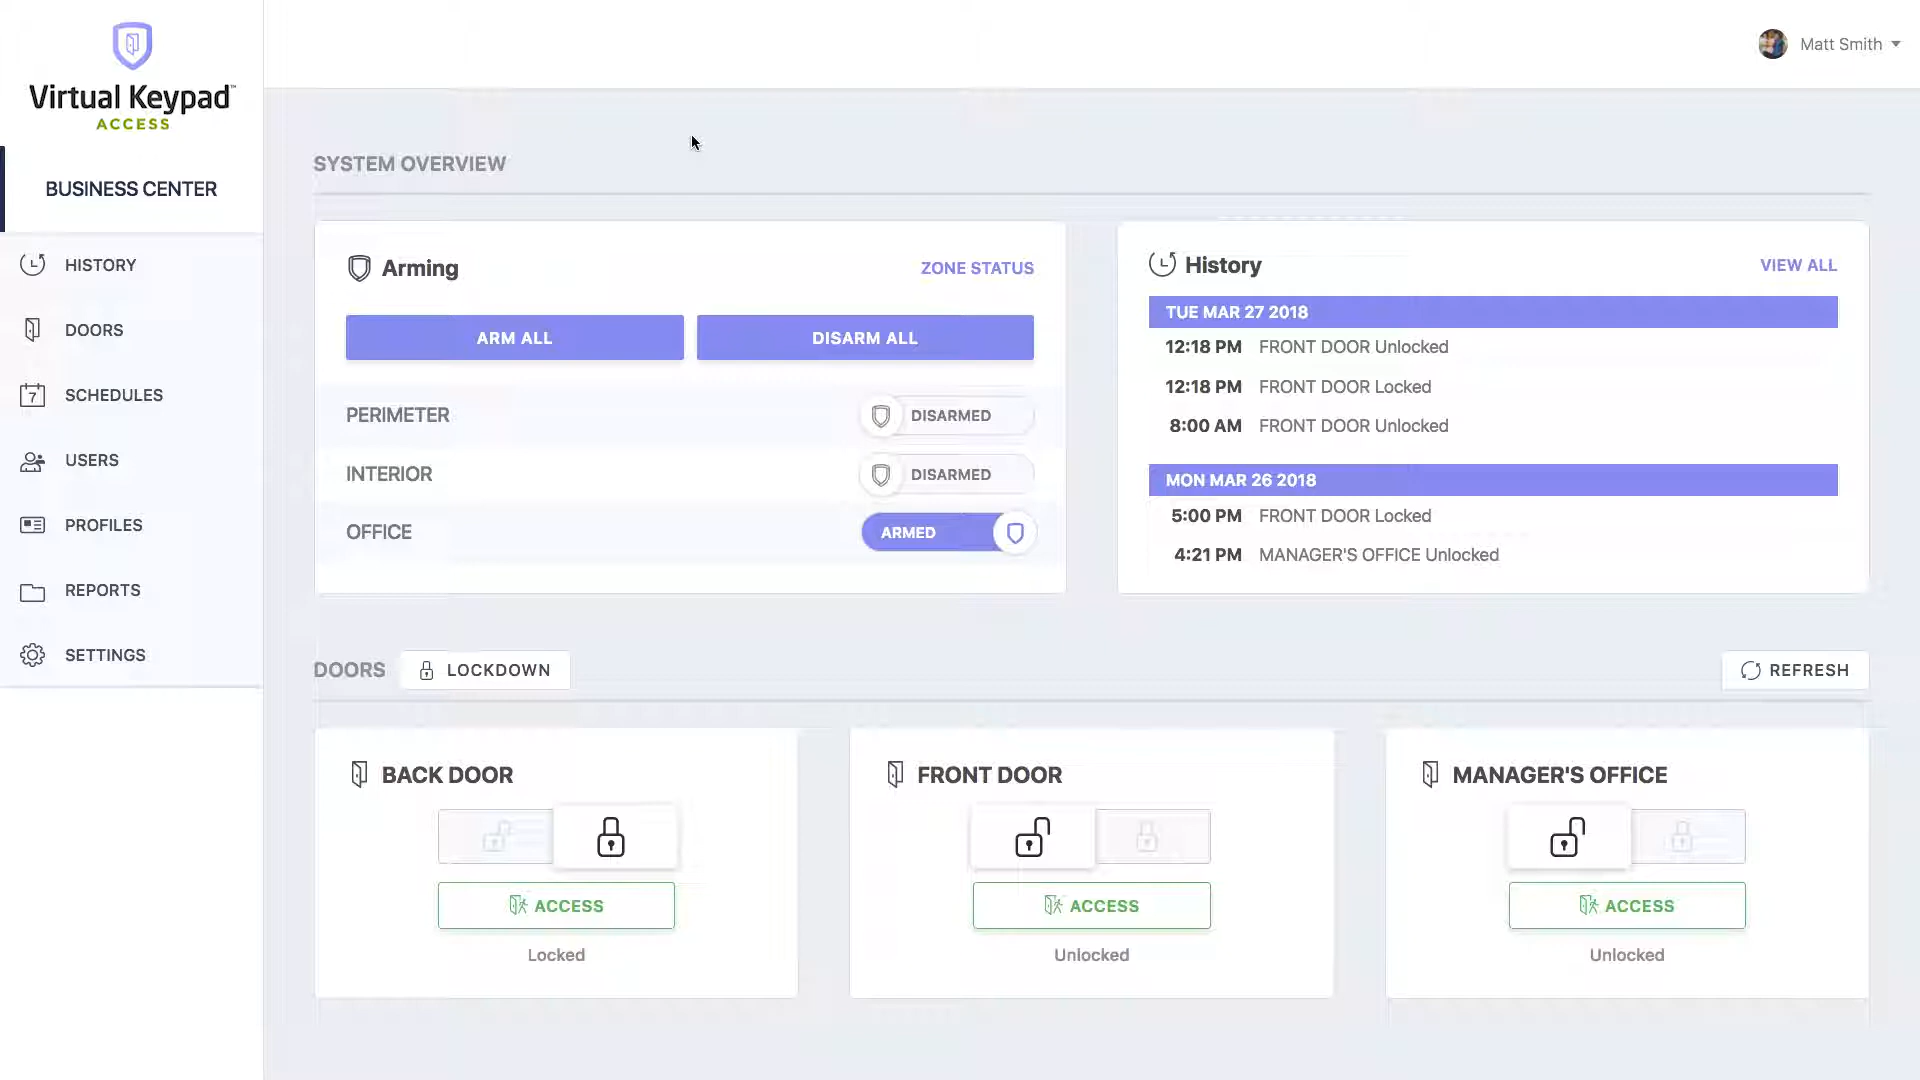 Virtual Keypad™
ACCESS
Matt Smith
BUSINESS CENTER
HISTORY
DOORS
7
SCHEDULES
USERS
PROFILES
REPORTS
SETTINGS
SYSTEM OVERVIEW
Arming
ZONE STATUS
ARM ALL
DISARM ALL
PERIMETER
DISARMED
INTERIOR
DISARMED
OFFICE
ARMED
History
VIEW ALL
TUE MAR 27 2018
12:18 PM FRONT DOOR Unlocked
12:18 PM FRONT DOOR Locked
8:00 AM FRONT DOOR Unlocked
MON MAR 26 2018
5:00 PM FRONT DOOR Locked
4:21 PM MANAGER'S OFFICE Unlocked
DOORS
LOCKDOWN
REFRESH
BACK DOOR
ACCESS
Locked
FRONT DOOR
ACCESS
Unlocked
MANAGER'S OFFICE
ACCESS
Unlocked